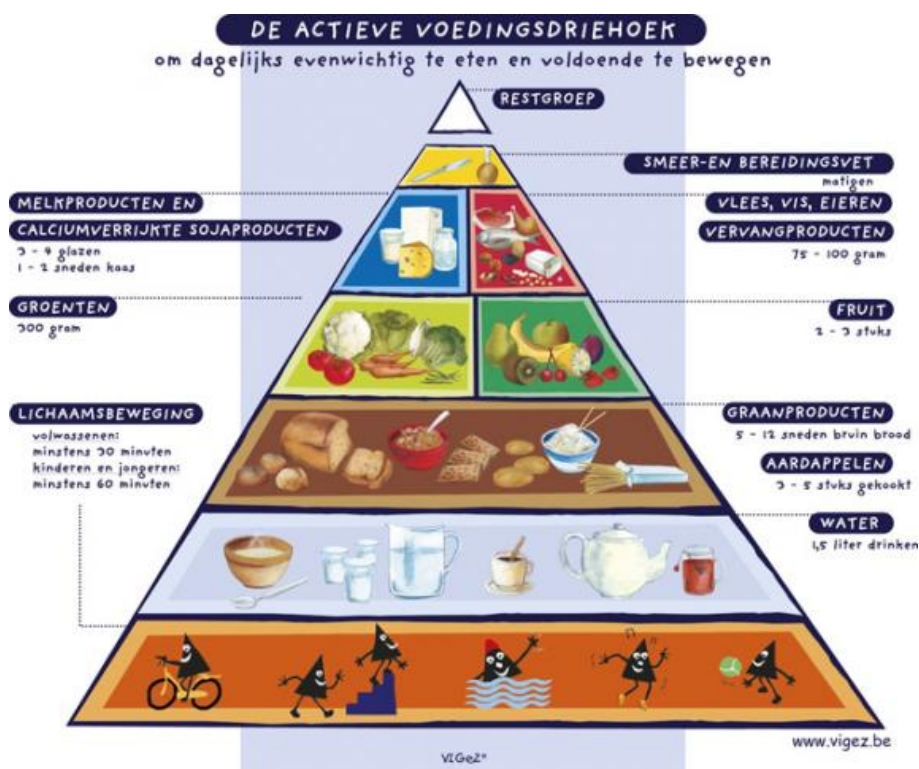 DE ACTIEVE VOEDINGSDRIEHOEK
om dagelijks evenwichtig te eten en voldoende te bewegen
RESTGROEP
SMEER-EN BEREIDINGSVET
matigen
MELKPRODUCTEN EN
CALCIUMVERRIJKTE SOJAPRODUCTEN
3 - 4 glazen
1 - 2 sneden kaas
VLEES, VIS, EIEREN
VERVANGPRODUCTEN
75 - 100 gram
GROENTEN
300 gram
FRUIT
2 - 3 stuks
LICHAAMSBEWEGING
volwassenen:
minstens 30 minuten
kinderen en jongeren:
minstens 60 minuten
GRAANPRODUCTEN
5 - 12 sneden bruin brood
AARDAPPELEN
3 - 5 stuks gekookt
WATER
1,5 liter drinken
www.vigez.be
VIGeZ®